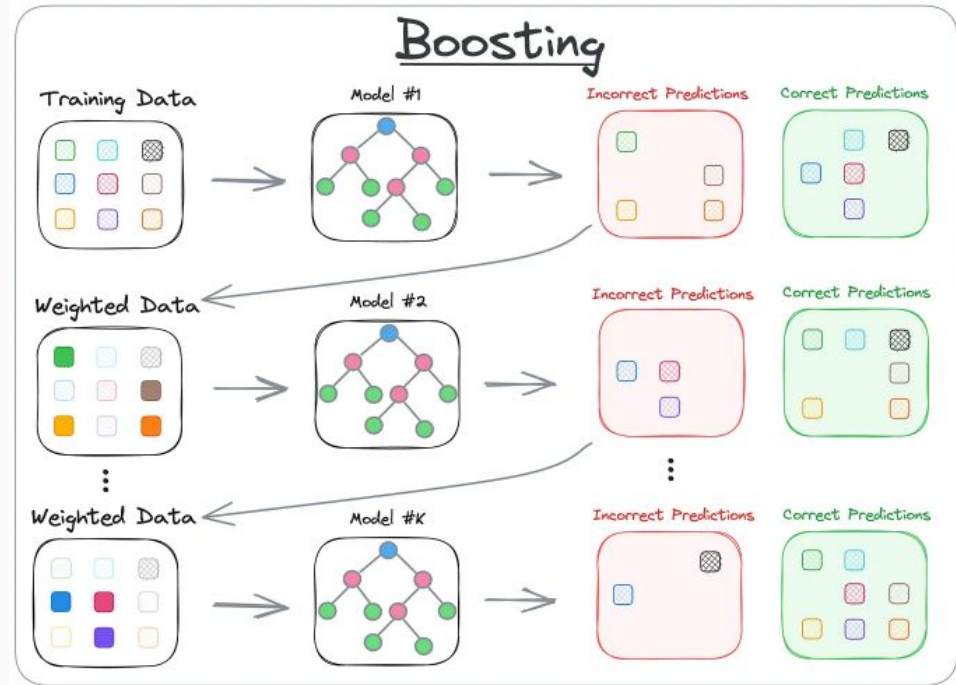 Boosting
Training Data
Model #1
Incorrect Predictions
Correct Predictions
Weighted Data
Model #2
Incorrect Predictions
Correct Predictions
Weighted Data
Model #K
Incorrect Predictions
Correct Predictions